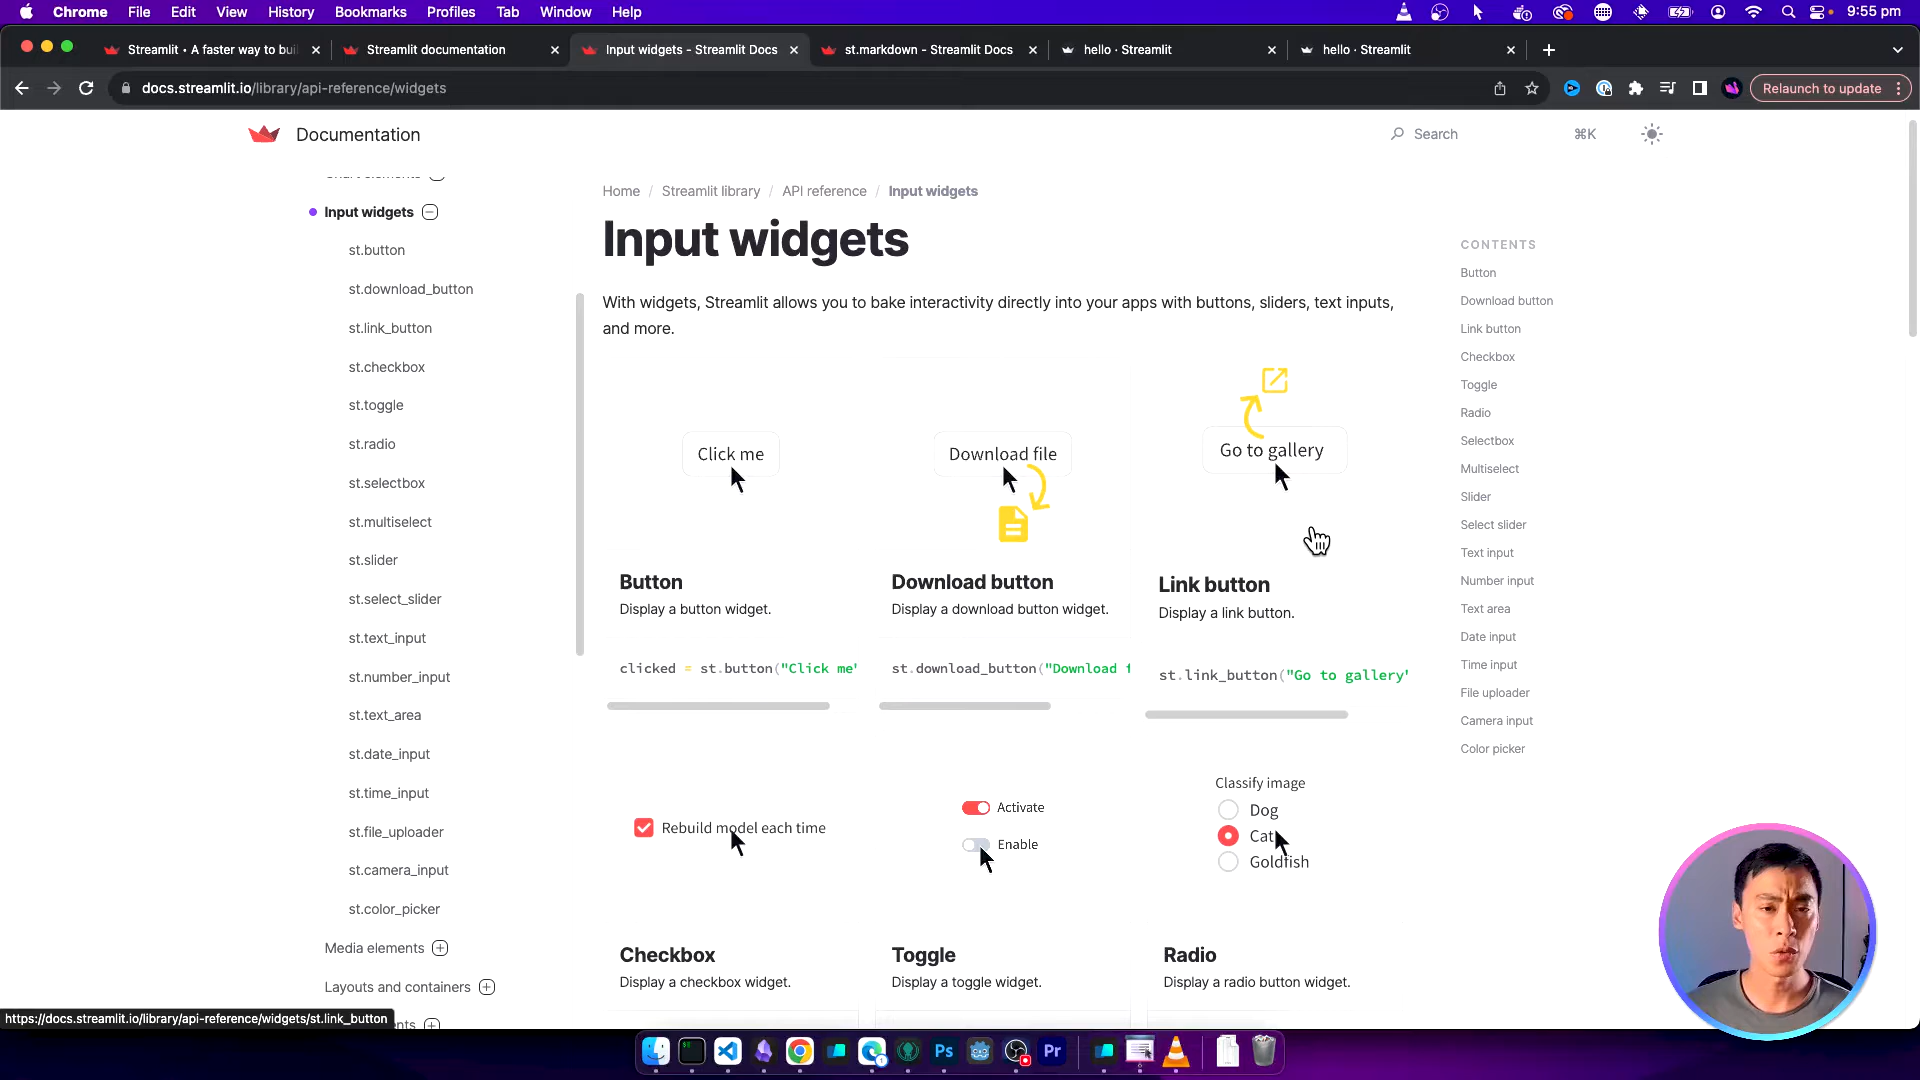 Chrome File Edit View History Bookmarks Profiles Tab Window Help 9:55 pm
Streamlit • A faster way to bui Streamlit documentation Input widgets - Streamlit Docs st.markdown - Streamlit Docs hello · Streamlit hello · Streamlit
docs.streamlit.io/library/api-reference/widgets Relaunch to update
Documentation Search ⌘K
Input widgets
st.button
st.download_button
st.link_button
st.checkbox
st.toggle
st.radio
st.selectbox
st.multiselect
st.slider
st.select_slider
st.text_input
st.number_input
st.text_area
st.date_input
st.time_input
st.file_uploader
st.camera_input
st.color_picker
Media elements
Layouts and containers
https://docs.streamlit.io/library/api-reference/widgets/st.link_button
Home / Streamlit library / API reference / Input widgets
Input widgets
With widgets, Streamlit allows you to bake interactivity directly into your apps with buttons, sliders, text inputs,
and more.
Click me
Button
Display a button widget.
clicked = st.button("Click me"
Download file
Download button
Display a download button widget.
st.download_button("Download f
Go to gallery
Link button
Display a link button.
st.link_button("Go to gallery"
Rebuild model each time
Checkbox
Display a checkbox widget.
Activate
Enable
Toggle
Display a toggle widget.
Classify image
Dog
Cat
Goldfish
Radio
Display a radio button widget.
CONTENTS
Button
Download button
Link button
Checkbox
Toggle
Radio
Selectbox
Multiselect
Slider
Select slider
Text input
Number input
Text area
Date input
Time input
File uploader
Camera input
Color picker
Ps
Pr